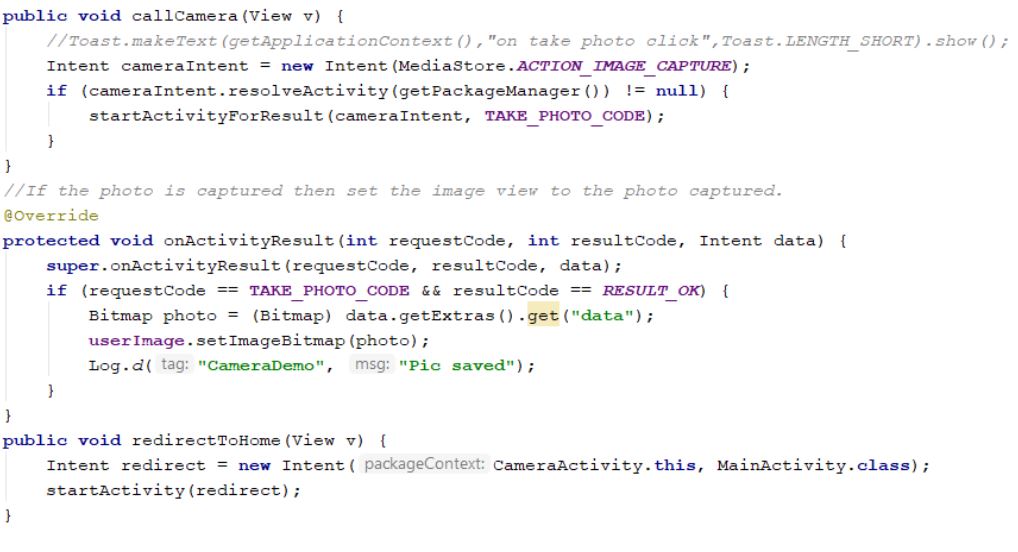 public void callCamera(View v) {
//Toast.makeText(getApplicationContext(),"on take photo click",Toast.LENGTH_SHORT).show();
Intent cameraIntent = new Intent(MediaStore.ACTION_IMAGE_CAPTURE);
if (cameraIntent.resolveActivity(getPackageManager()) != null) {
startActivityForResult(cameraIntent, TAKE_PHOTO_CODE);
}
}
//If the photo is captured then set the image view to the photo captured.
@Override
protected void onActivityResult(int requestCode, int resultCode, Intent data) {
super.onActivityResult(requestCode, resultCode, data);
if (requestCode == TAKE_PHOTO_CODE && resultCode == RESULT_OK) {
Bitmap photo = (Bitmap) data.getExtras().get("data");
userImage.setImageBitmap(photo);
Log.d( tag: "CameraDemo", msg: "Pic saved");
}
}
public void redirectToHome(View v) {
Intent redirect = new Intent( packageContext: CameraActivity.this, MainActivity.class);
startActivity(redirect);
}